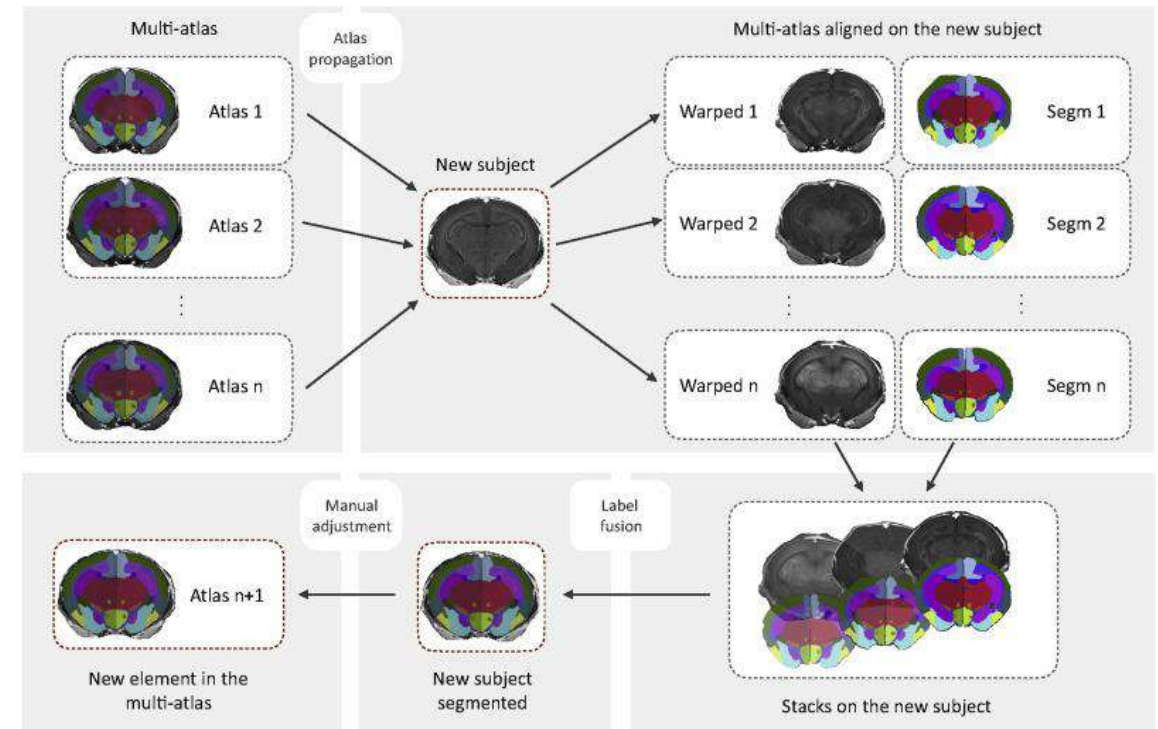 Multi-atlas
Atlas
propagation
Multi-atlas aligned on the new subject
Atlas 1
Warped 1
Segm 1
New subject
Atlas 2
Warped 2
Segm 2
Atlas n
Warped n
Segm n
Manual
adjustment
Label
fusion
Atlas n+1
New element in the
multi-atlas
New subject
segmented
Stacks on the new subject